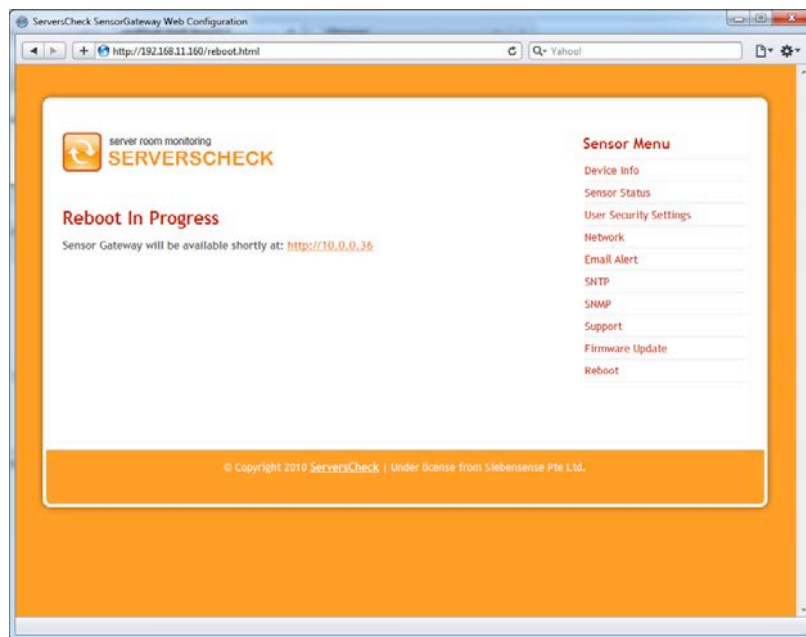 ServersCheck SensorGateway Web Configuration
http://192.168.11.160/reboot.html
Yahoo!
server room monitoring
SERVERSCHECK
Reboot In Progress
Sensor Gateway will be available shortly at: http://10.0.0.36
Sensor Menu
Device Info
Sensor Status
User Security Settings
Network
Email Alert
SNTP
SNMP
Support
Firmware Update
Reboot
© Copyright 2010 ServersCheck | Under license from Siebensense Pte Ltd.